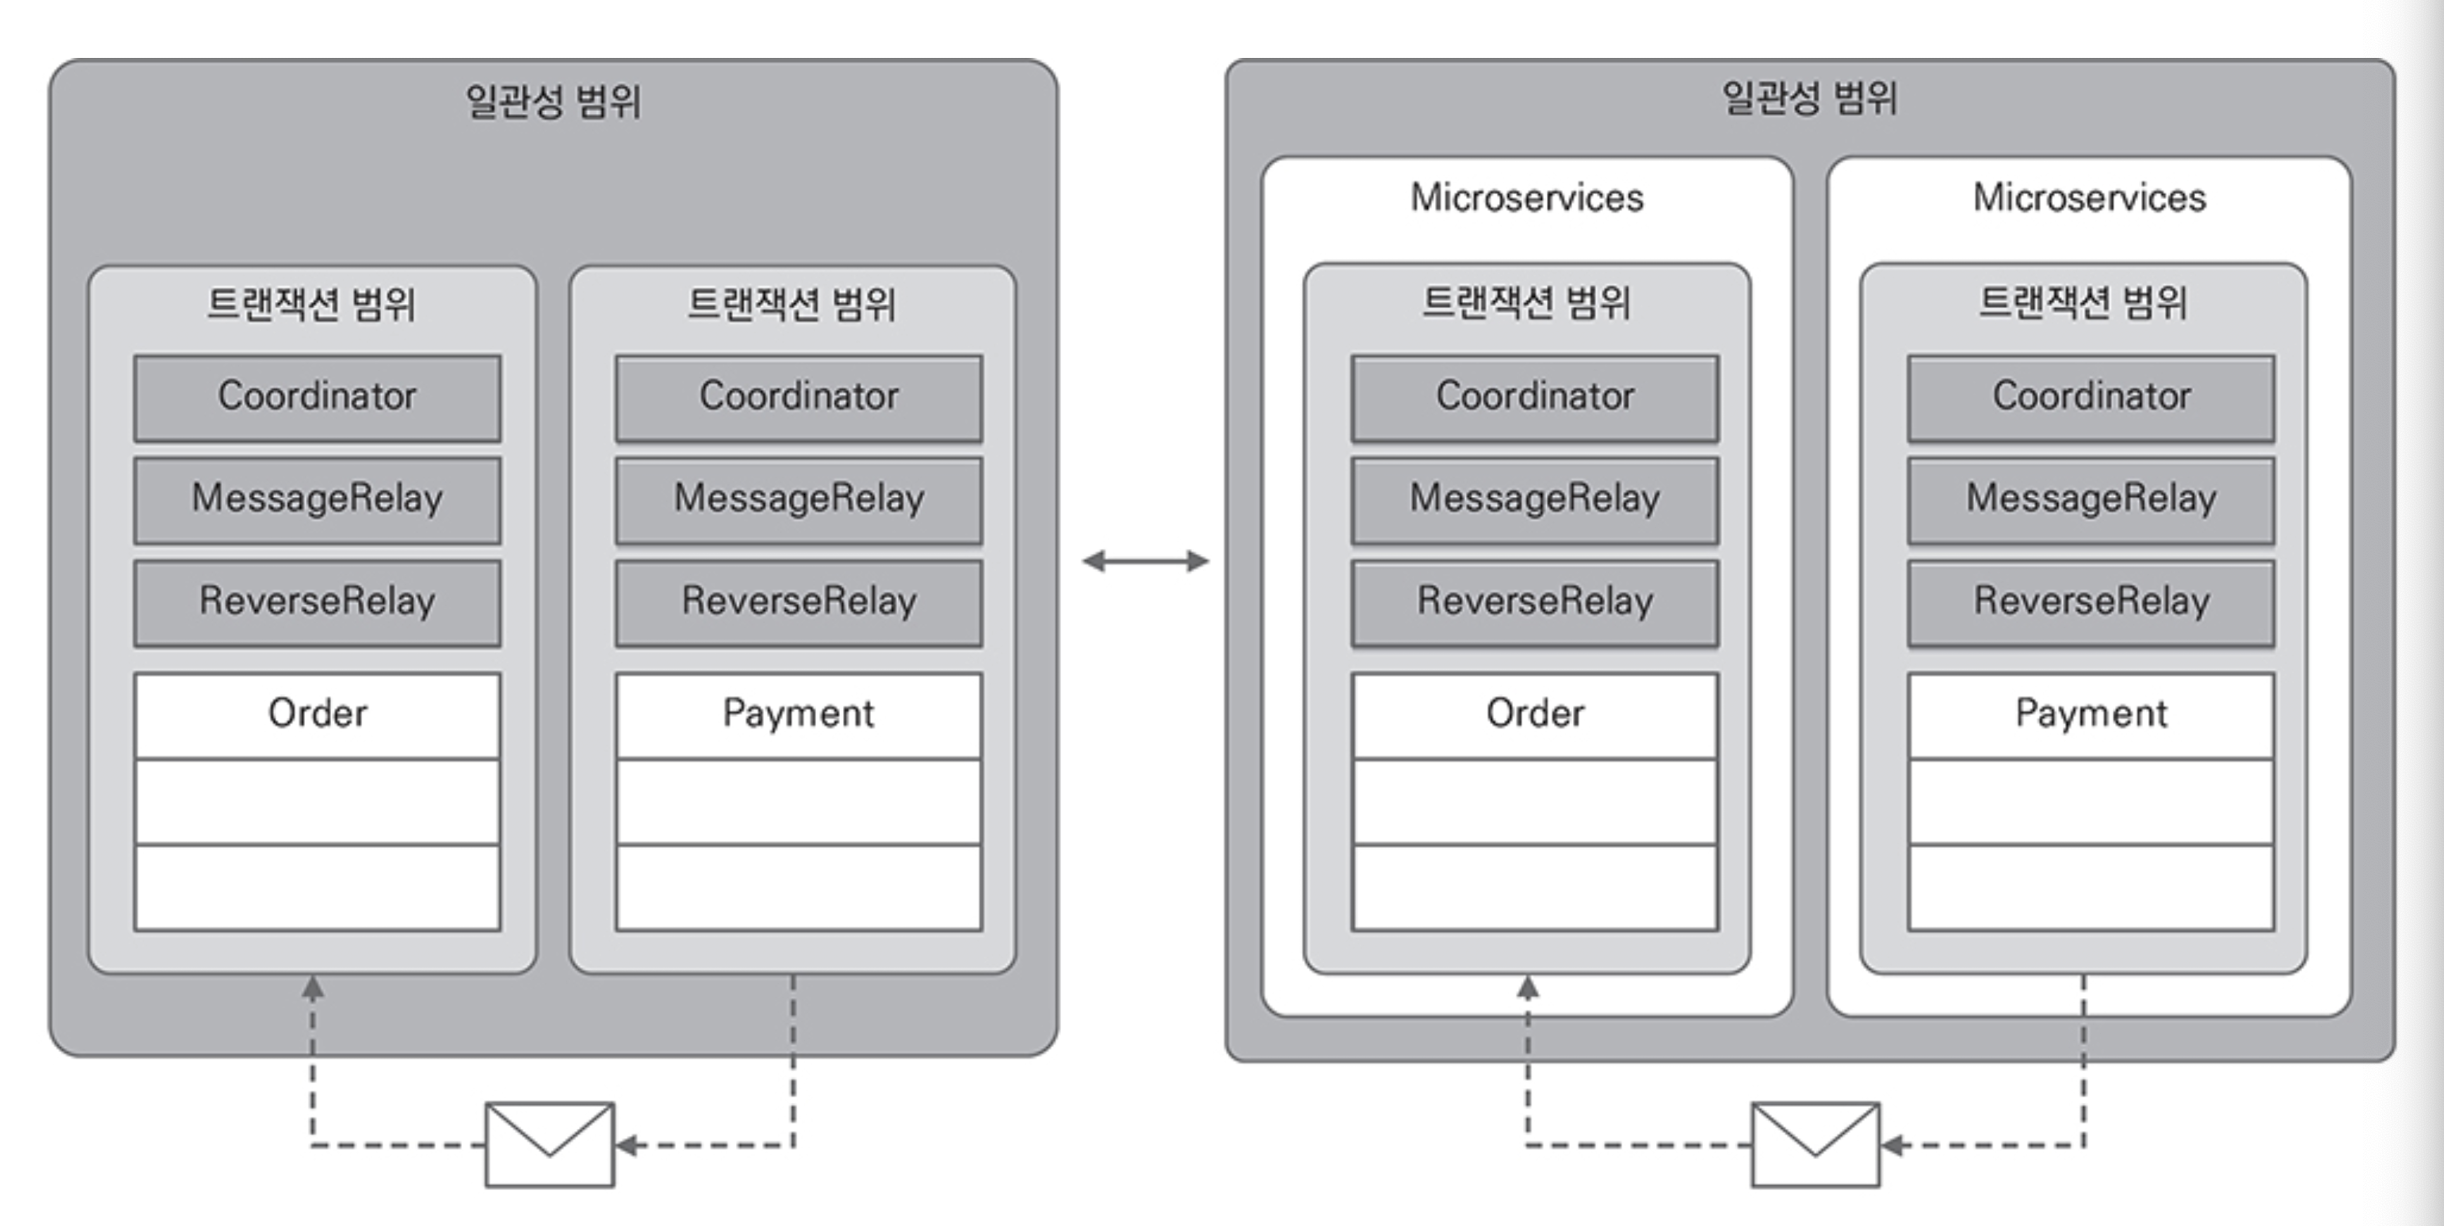 일관성 범위
트랜잭션 범위
Coordinator
MessageRelay
ReverseRelay
Order
트랜잭션 범위
Coordinator
MessageRelay
ReverseRelay
Payment
일관성 범위
Microservices
트랜잭션 범위
Coordinator
MessageRelay
ReverseRelay
Order
Microservices
트랜잭션 범위
Coordinator
MessageRelay
ReverseRelay
Payment